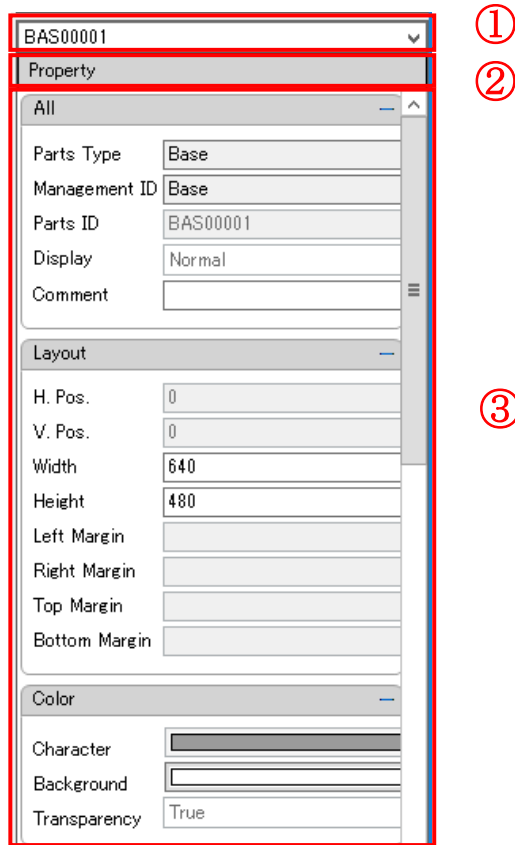 BAS00001
①
Property
②
All
Parts Type Base
Management ID Base
Parts ID BAS00001
Display Normal
Comment
Layout
H. Pos. 0
③
V. Pos. 0
Width 640
Height 480
Left Margin
Right Margin
Top Margin
Bottom Margin
Color
Character
Background
Transparency True